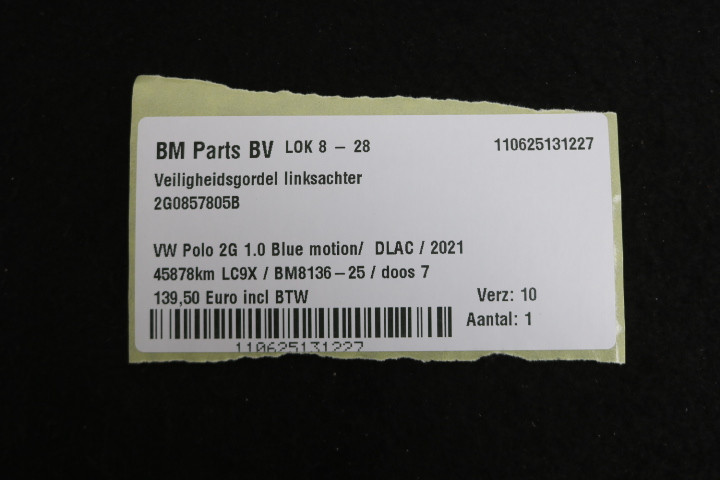 BM Parts BV LOK 8 - 28 110625131227
Veiligheidsgordel linksachter
2G0857805B
VW Polo 2G 1.0 Blue motion/ DLAC / 2021
45878km LC9X / BM8136-25 / doos 7
139,50 Euro incl BTW Verz: 10
Aantal: 1
110625131227